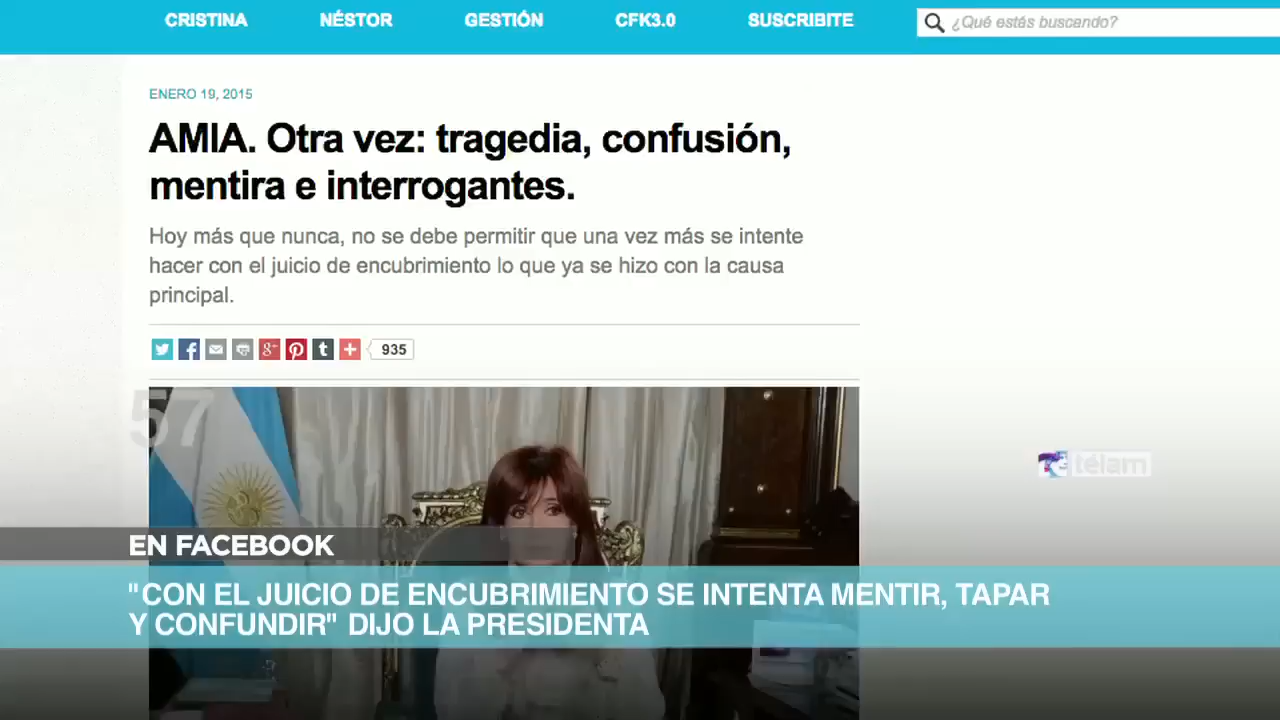 CRISTINA NÉSTOR GESTIÓN CFK3.0 SUSCRIBITE ¿Qué estás buscando?
ENERO 19, 2015
AMIA. Otra vez: tragedia, confusión,
mentira e interrogantes.
Hoy más que nunca, no se debe permitir que una vez más se intente
hacer con el juicio de encubrimiento lo que ya se hizo con la causa
principal.
935
57
télam
EN FACEBOOK
"CON EL JUICIO DE ENCUBRIMIENTO SE INTENTA MENTIR, TAPAR
Y CONFUNDIR" DIJO LA PRESIDENTA